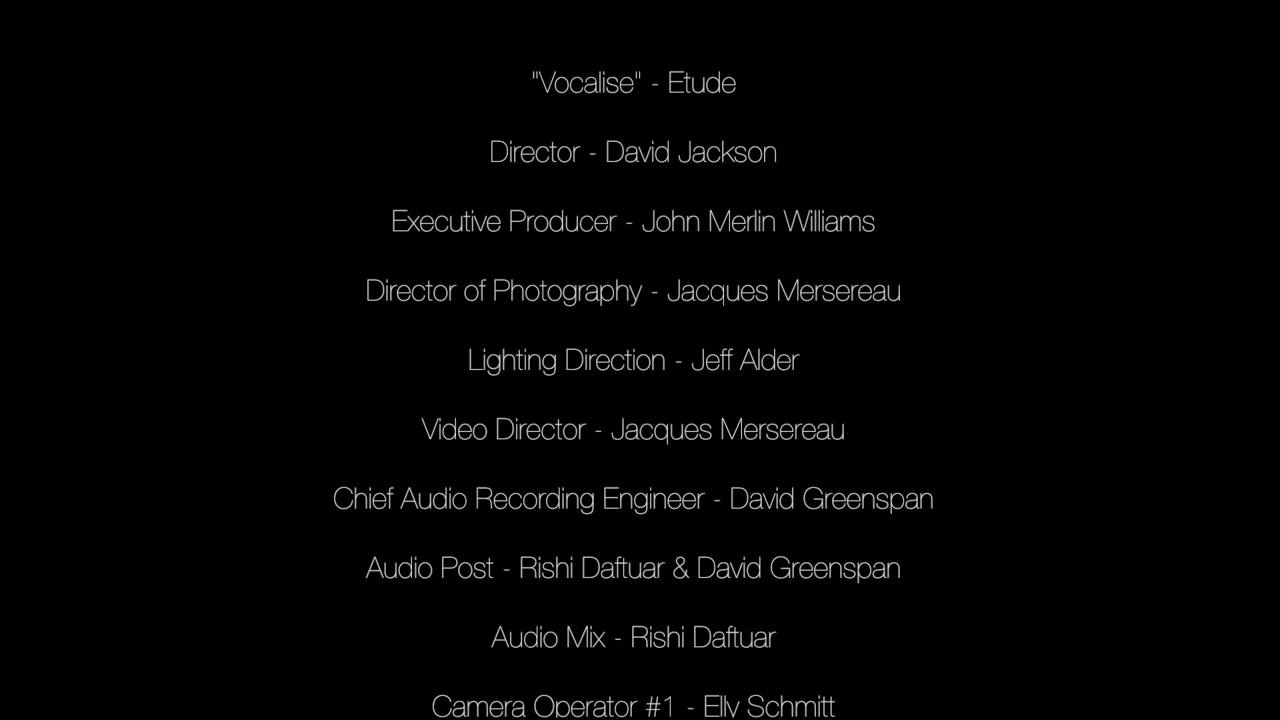 "Vocalise" - Etude
Director - David Jackson
Executive Producer - John Merlin Williams
Director of Photography - Jacques Mersereau
Lighting Direction - Jeff Alder
Video Director - Jacques Mersereau
Chief Audio Recording Engineer - David Greenspan
Audio Post - Rishi Daftuar & David Greenspan
Audio Mix - Rishi Daftuar
Camera Operator #1 - Elly Schmitt